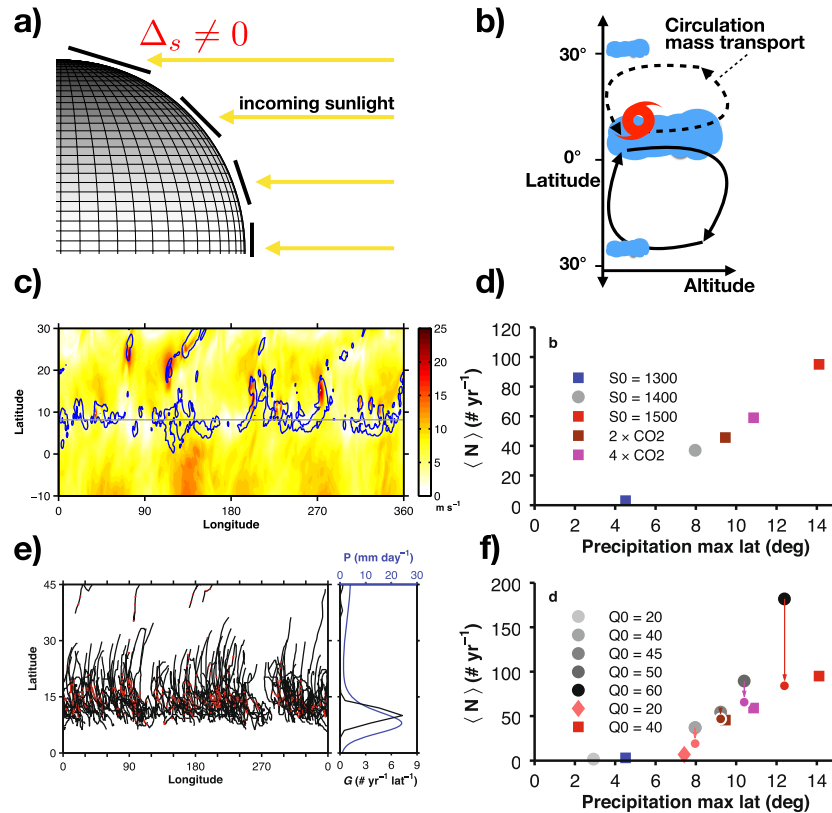 a)
Δs ≠ 0
incoming sunlight
b)
Circulation
mass transport
30°
0°
Latitude
30°
Altitude
c)
30
20
10
0
−10
Latitude
0 90 180 270 360
Longitude
25
20
15
10
5
0
m s⁻¹
d)
120
100
80
60
40
20
0
⟨ N ⟩ (# yr⁻¹)
b
S0 = 1300
S0 = 1400
S0 = 1500
2 × CO2
4 × CO2
0 2 4 6 8 10 12 14
Precipitation max lat (deg)
e)
45
30
15
0
Latitude
0 90 180 270 0
Longitude
P (mm day⁻¹)
0 10 20 30
0 3 6 9
G (# yr⁻¹ lat⁻¹)
f)
200
150
100
50
0
⟨ N ⟩ (# yr⁻¹)
d
Q0 = 20
Q0 = 40
Q0 = 45
Q0 = 50
Q0 = 60
Q0 = 20
Q0 = 40
0 2 4 6 8 10 12 14
Precipitation max lat (deg)